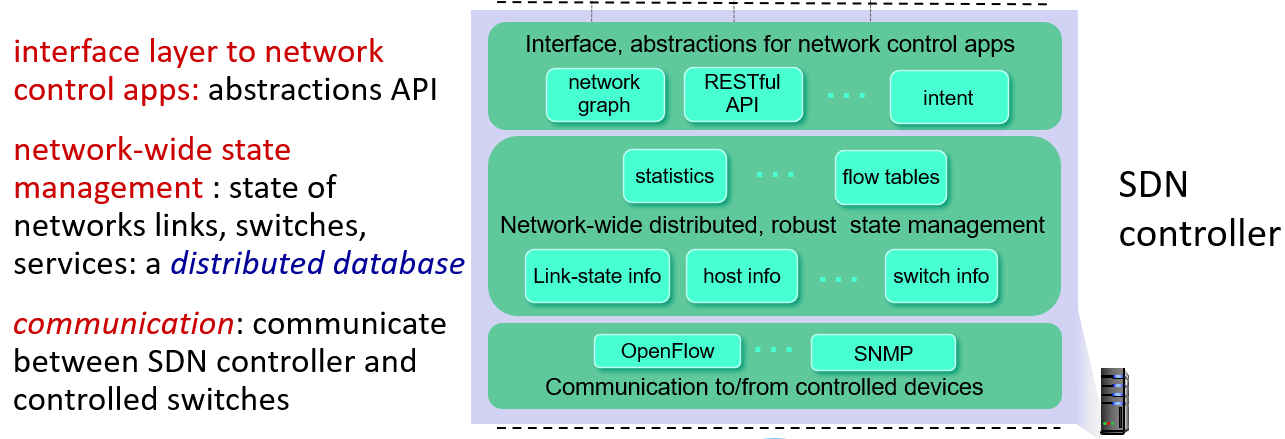 interface layer to network
control apps: abstractions API
network-wide state
management : state of
networks links, switches,
services: a distributed database
communication: communicate
between SDN controller and
controlled switches
Interface, abstractions for network control apps
network
graph
RESTful
API
intent
statistics
flow tables
Network-wide distributed, robust  state management
Link-state info
host info
switch info
OpenFlow
SNMP
Communication to/from controlled devices
SDN
controller